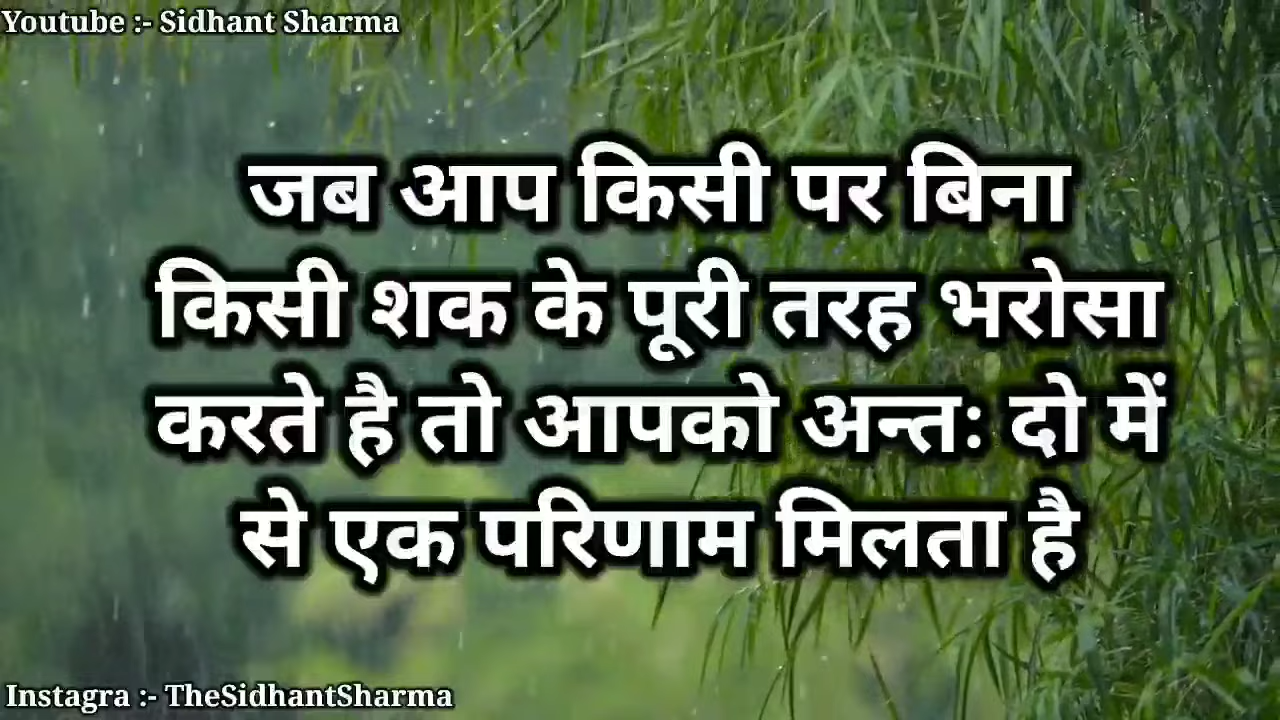 Youtube :- Sidhant Sharma
जब आप किसी पर बिना
किसी शक के पूरी तरह भरोसा
करते है तो आपको अन्तः दो में
से एक परिणाम मिलता है
Instagra :- TheSidhantSharma